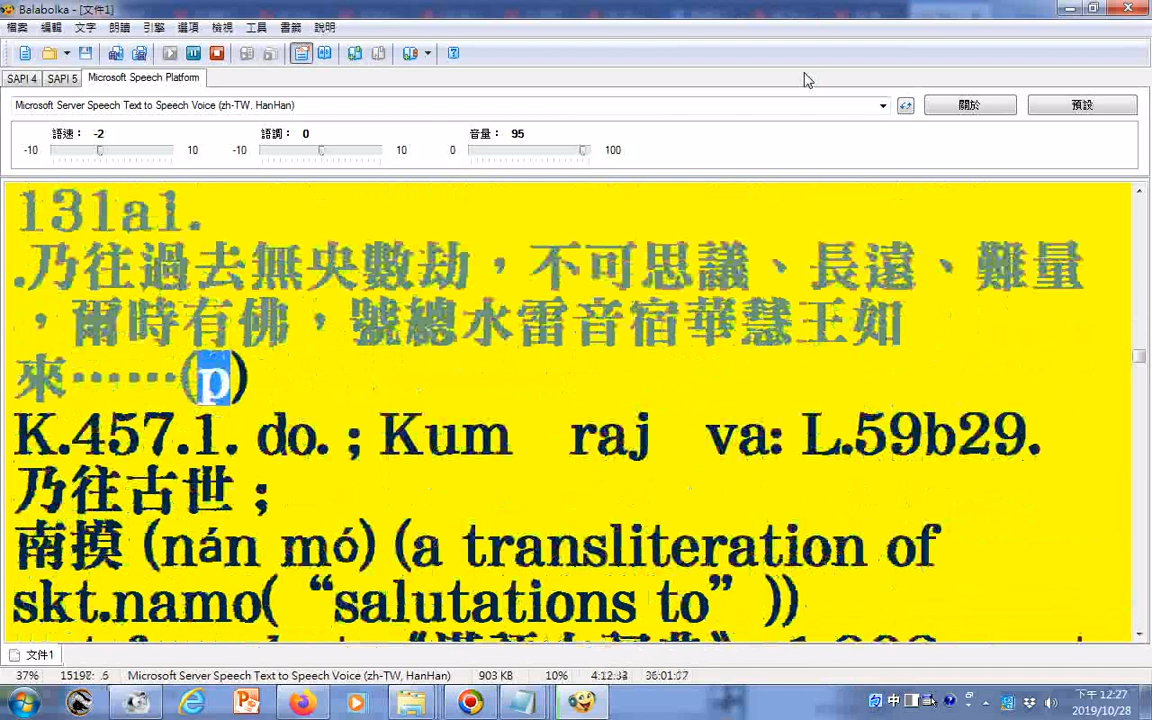 Balabolka - [文件1]
檔案 編輯 文字 朗讀 引擎 選項 檢視 工具 書籤 說明
SAPI 4 SAPI 5 Microsoft Speech Platform
Microsoft Server Speech Text to Speech Voice (zh-TW, HanHan) 關於 預設
語速： -2 語調： 0 音量： 95
-10 10 -10 10 0 100
131a1.
.乃往過去無央數劫，不可思議、長遠、難量
，爾時有佛，號總水雷音宿華慧王如
來……(p)
K.457.1. do. ; Kum raj va: L.59b29.
乃往古世；
南摸 (nán mó) (a transliteration of
skt.namo(“salutations to”))
文件1
37% Microsoft Server Speech Text to Speech Voice (zh-TW, HanHan) 903 KB 10%
中 下午 12:27
2019/10/28